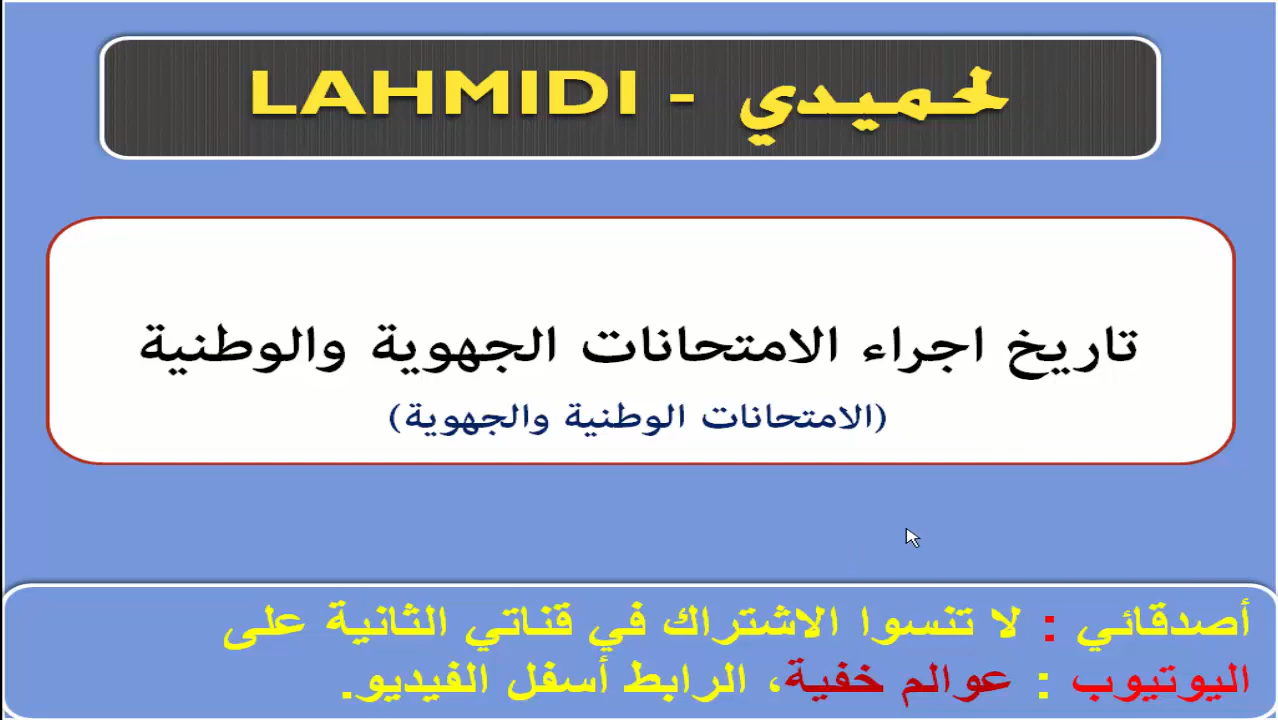 لحميدي - LAHMIDI
تاريخ اجراء الامتحانات الجهوية والوطنية
(الامتحانات الوطنية والجهوية)
أصدقائي : لا تنسوا الاشتراك في قناتي الثانية على
اليوتيوب : عوالم خفية، الرابط أسفل الفيديو.